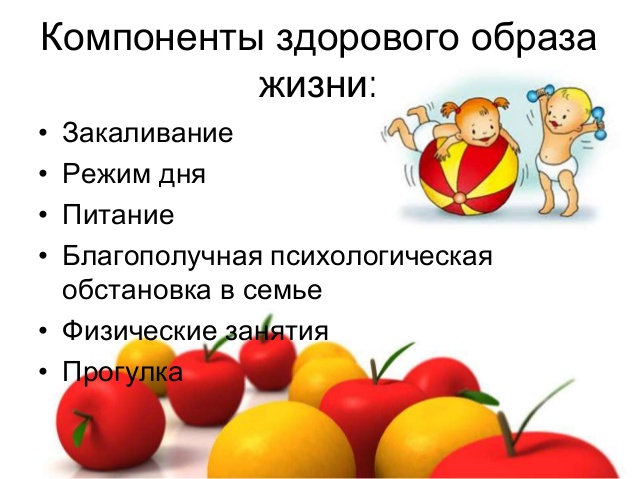 Компоненты здорового образа
жизни:
• Закаливание
• Режим дня
• Питание
• Благополучная психологическая
обстановка в семье
• Физические занятия
• Прогулка